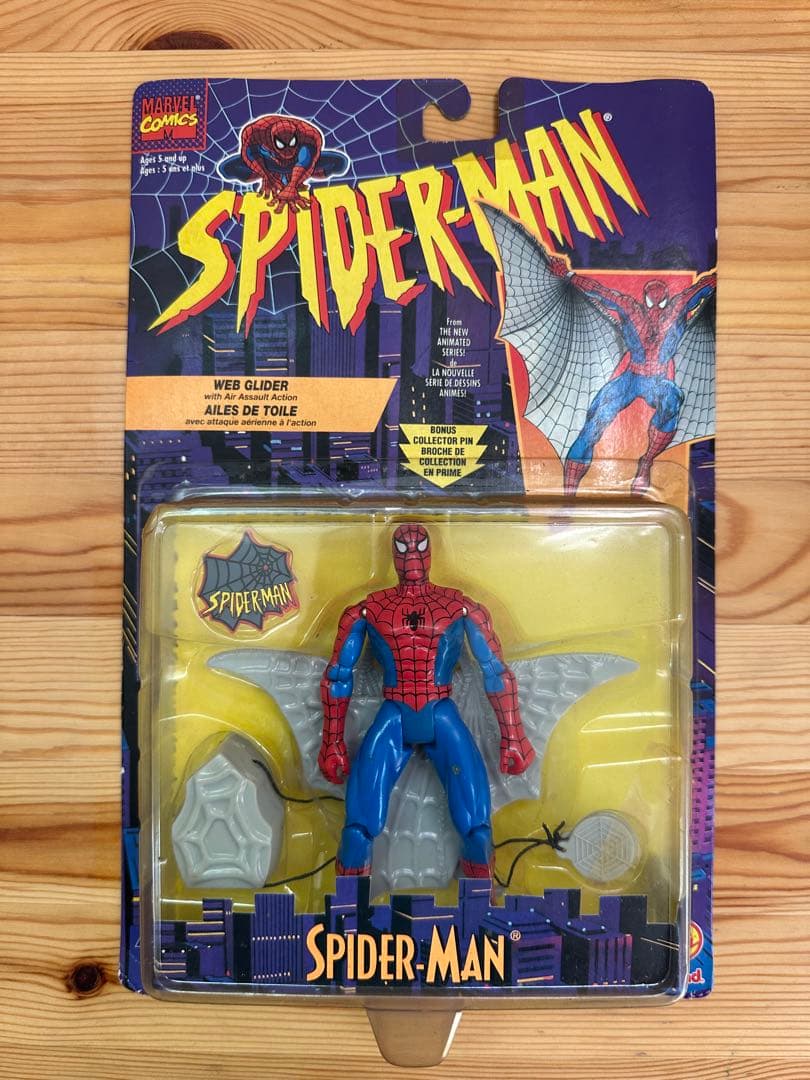 MARVEL®
COMICS
M
Ages 5 and up
Ages : 5 ans et plus
SPIDER-MAN®
From
THE NEW
ANIMATED
SERIES!
de
LA NOUVELLE
SÉRIE DE DESSINS
ANIMES!
WEB GLIDER
with Air Assault Action
AILES DE TOILE
avec attaque aérienne à l'action
BONUS
COLLECTOR PIN
BROCHE DE
COLLECTION
EN PRIME
SPIDER-MAN
SPIDER-MAN®